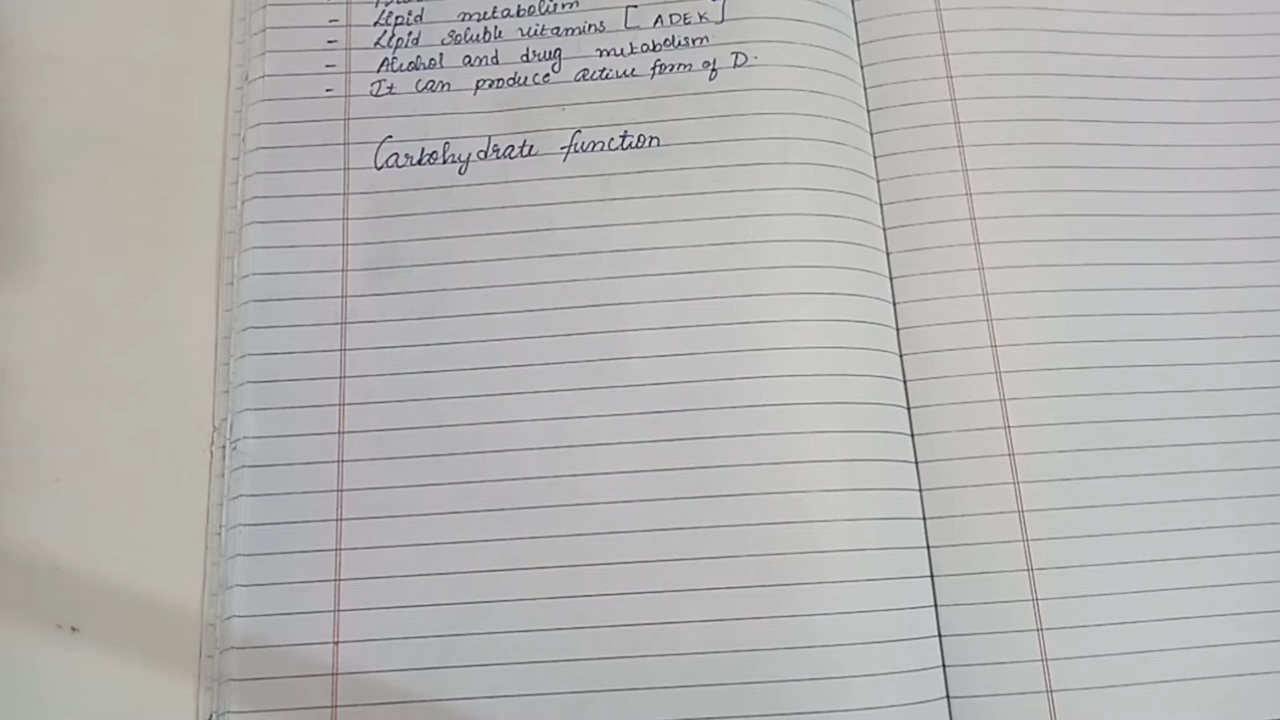 - Lipid metabolism
- Lipid soluble vitamins [ADEK]
- Alcohol and drug metabolism.
- It can produce active form of D.
Carbohydrate function